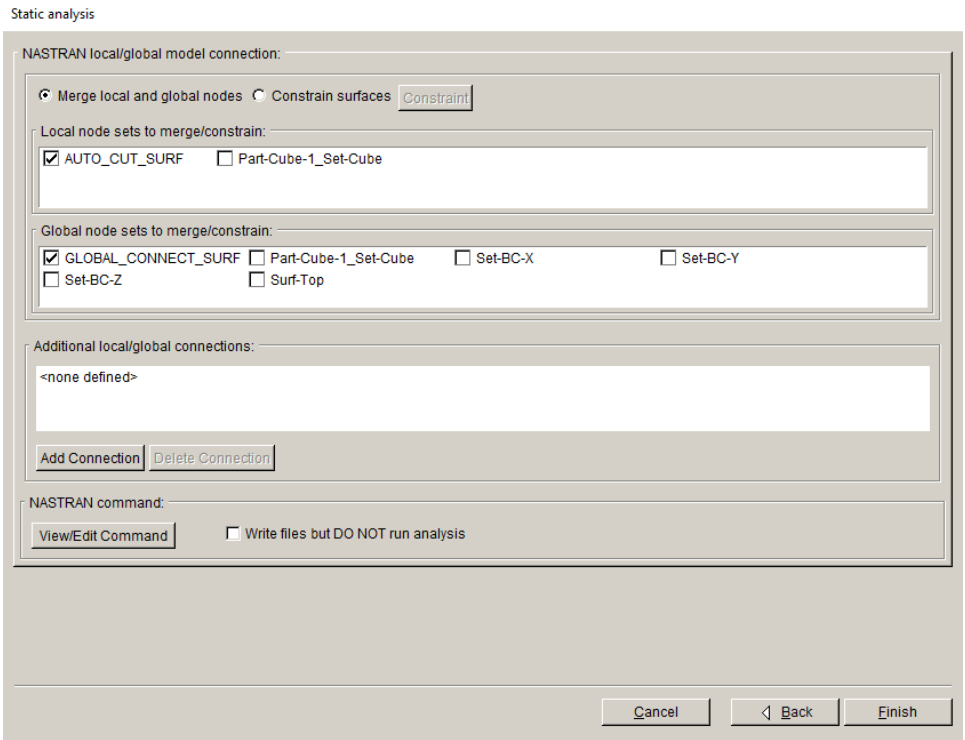 Static analysis
NASTRAN local/global model connection:
Merge local and global nodes Constrain surfaces Constraint
Local node sets to merge/constrain:
AUTO_CUT_SURF Part-Cube-1_Set-Cube
Global node sets to merge/constrain:
GLOBAL_CONNECT_SURF Part-Cube-1_Set-Cube Set-BC-X Set-BC-Y
Set-BC-Z Surf-Top
Additional local/global connections:
<none defined>
Add Connection Delete Connection
NASTRAN command:
View/Edit Command Write files but DO NOT run analysis
Cancel Back Finish